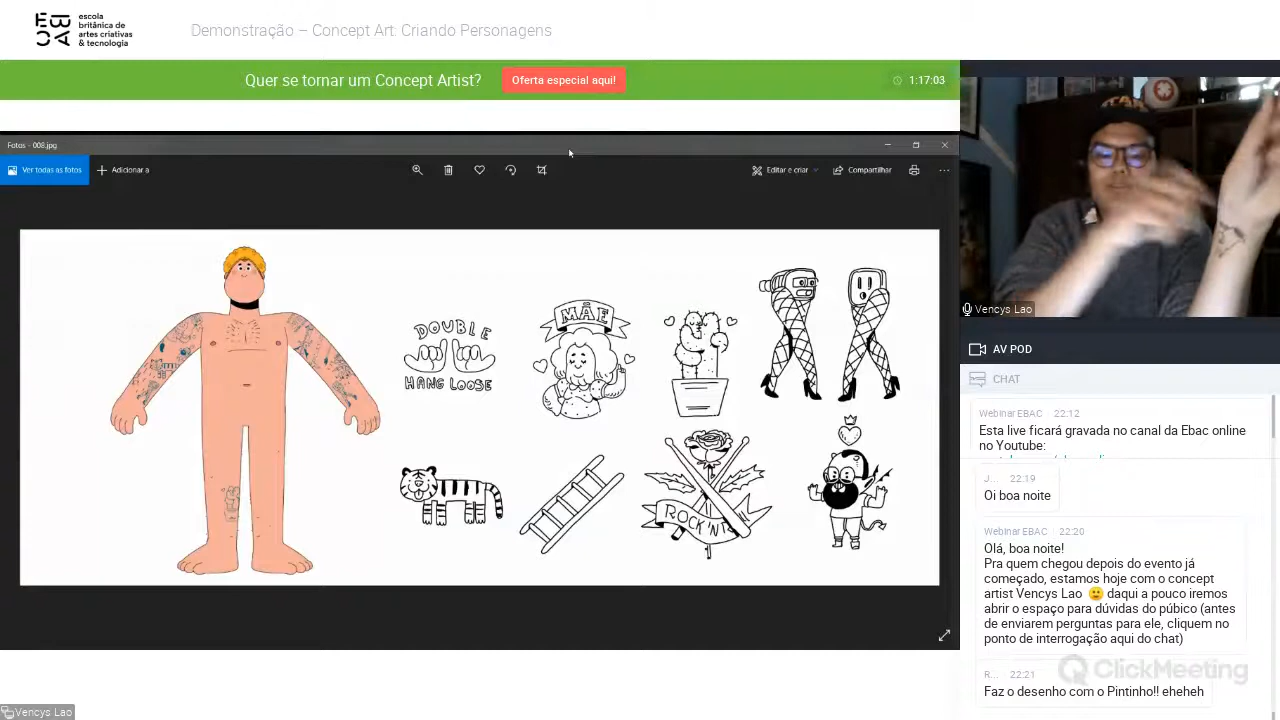 EBAC
escola
britânica de
artes criativas
& tecnologia
Demonstração – Concept Art: Criando Personagens
Quer se tornar um Concept Artist?
Oferta especial aqui!
1:17:03
Fotos - 008.jpg
Ver todas as fotos
Adicionar a
Editar e criar
Compartilhar
DOUBLE
HANG LOOSE
MÃE
ROCK'N'
Vencys Lao
AV POD
CHAT
Webinar EBAC 22:12
Esta live ficará gravada no canal da Ebac online
no Youtube:
J... 22:19
Oi boa noite
Webinar EBAC 22:20
Olá, boa noite!
Pra quem chegou depois do evento já
começado, estamos hoje com o concept
artist Vencys Lao 🙂 daqui a pouco iremos
abrir o espaço para dúvidas do púbico (antes
de enviarem perguntas para ele, cliquem no
ponto de interrogação aqui do chat)
ClickMeeting
R... 22:21
Faz o desenho com o Pintinho!! eheheh
Vencys Lao